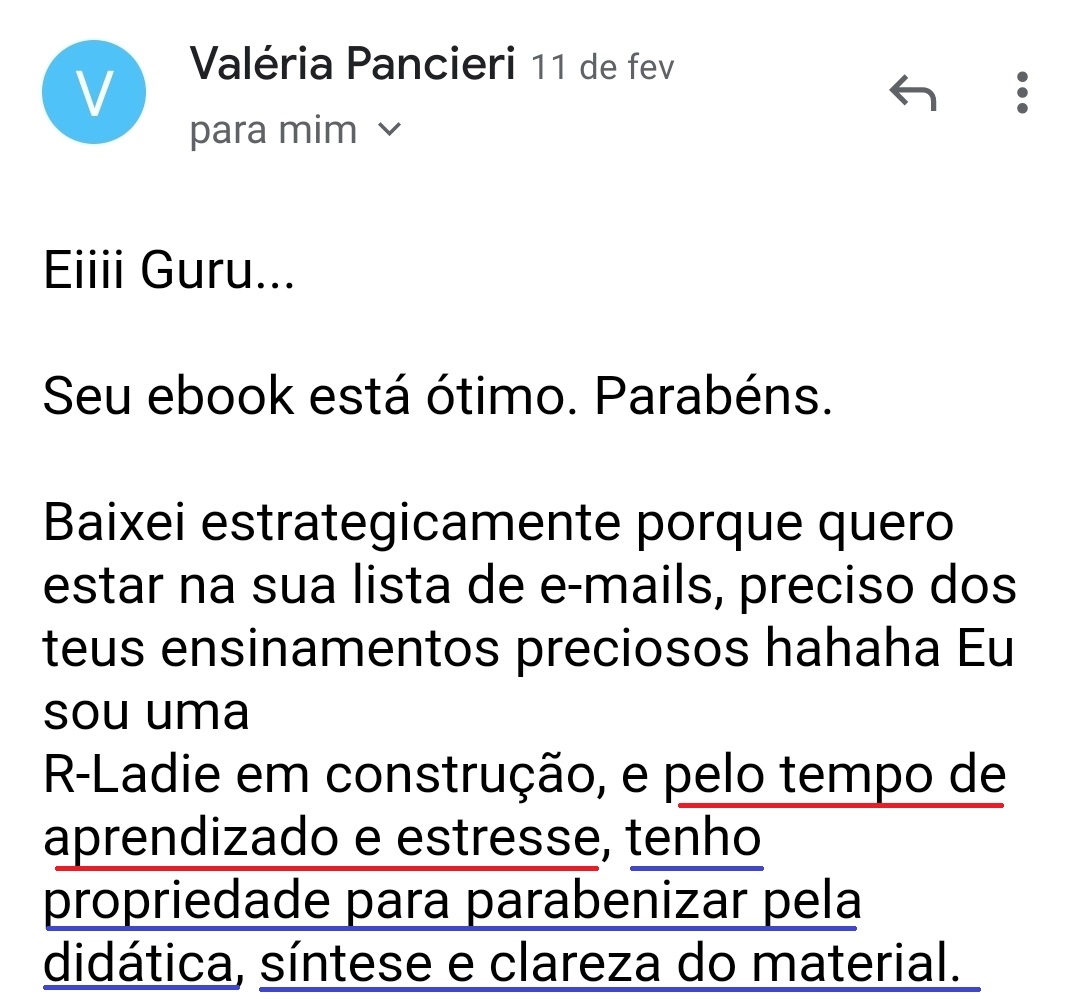 V
Valéria Pancieri 11 de fev
para mim
Eiiii Guru...
Seu ebook está ótimo. Parabéns.
Baixei estrategicamente porque quero
estar na sua lista de e-mails, preciso dos
teus ensinamentos preciosos hahaha Eu
sou uma
R-Ladie em construção, e pelo tempo de
aprendizado e estresse, tenho
propriedade para parabenizar pela
didática, síntese e clareza do material.